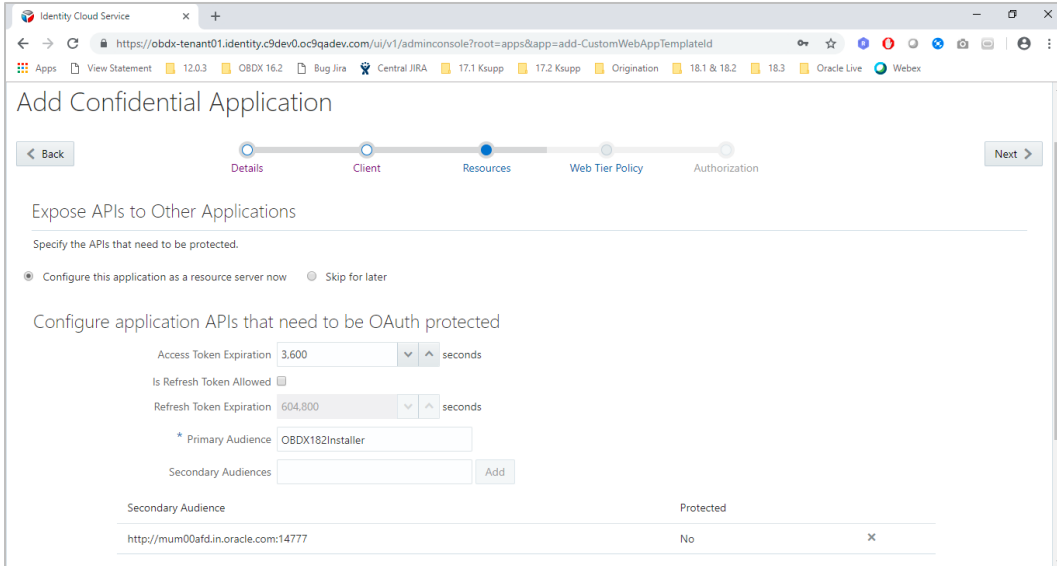 Identity Cloud Service
https://obdx-tenant01.identity.c9dev0.oc9qadev.com/ui/v1/adminconsole?root=apps&app=add-CustomWebAppTemplateId
Apps View Statement 12.0.3 OBDX 16.2 Bug Jira Central JIRA 17.1 Ksupp 17.2 Ksupp Origination 18.1 & 18.2 18.3 Oracle Live Webex
Add Confidential Application
Back
Next
Details Client Resources Web Tier Policy Authorization
Expose APIs to Other Applications
Specify the APIs that need to be protected.
Configure this application as a resource server now Skip for later
Configure application APIs that need to be OAuth protected
Access Token Expiration 3,600 seconds
Is Refresh Token Allowed
Refresh Token Expiration 604,800 seconds
* Primary Audience OBDX182Installer
Secondary Audiences Add
Secondary Audience Protected
http://mum00afd.in.oracle.com:14777 No